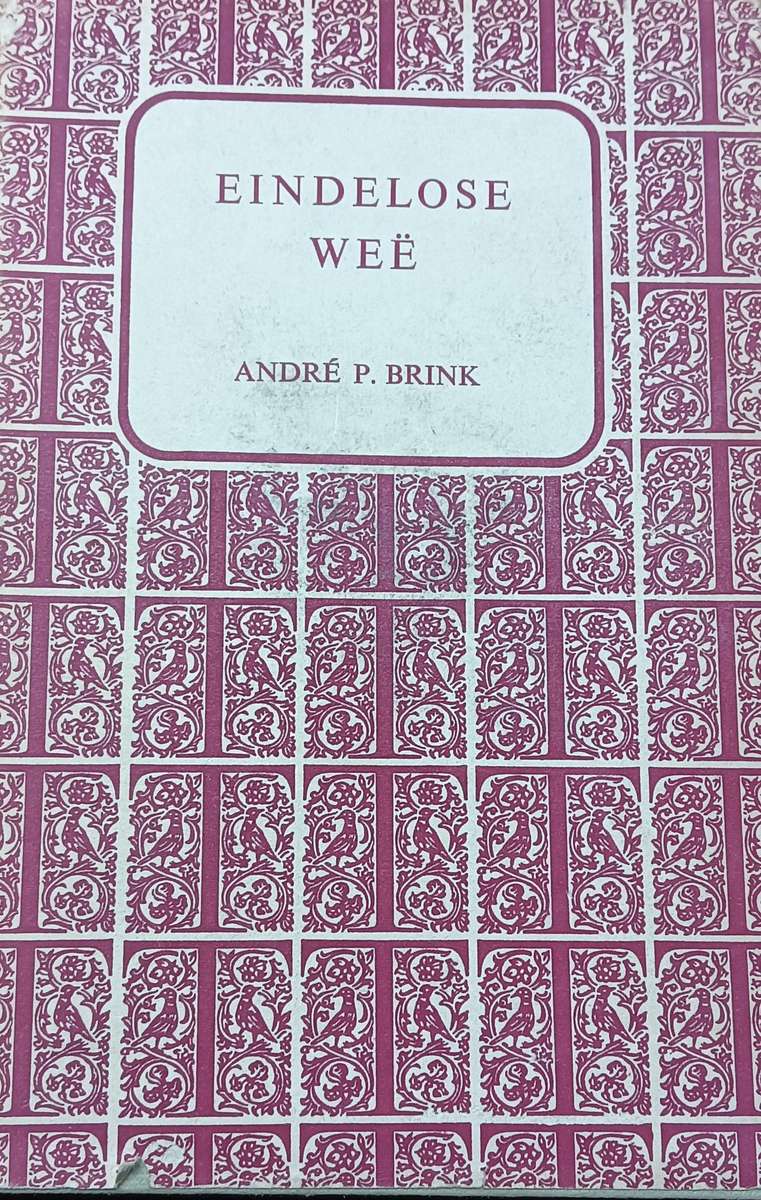 EINDELOSE
WEË
ANDRÉ P. BRINK